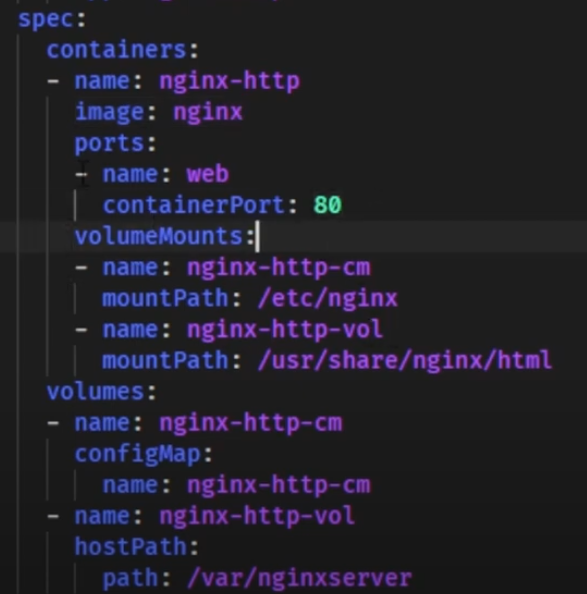 spec:
containers:
- name: nginx-http
image: nginx
ports:
- name: web
containerPort: 80
volumeMounts:
- name: nginx-http-cm
mountPath: /etc/nginx
- name: nginx-http-vol
mountPath: /usr/share/nginx/html
volumes:
- name: nginx-http-cm
configMap:
name: nginx-http-cm
- name: nginx-http-vol
hostPath:
path: /var/nginxserver